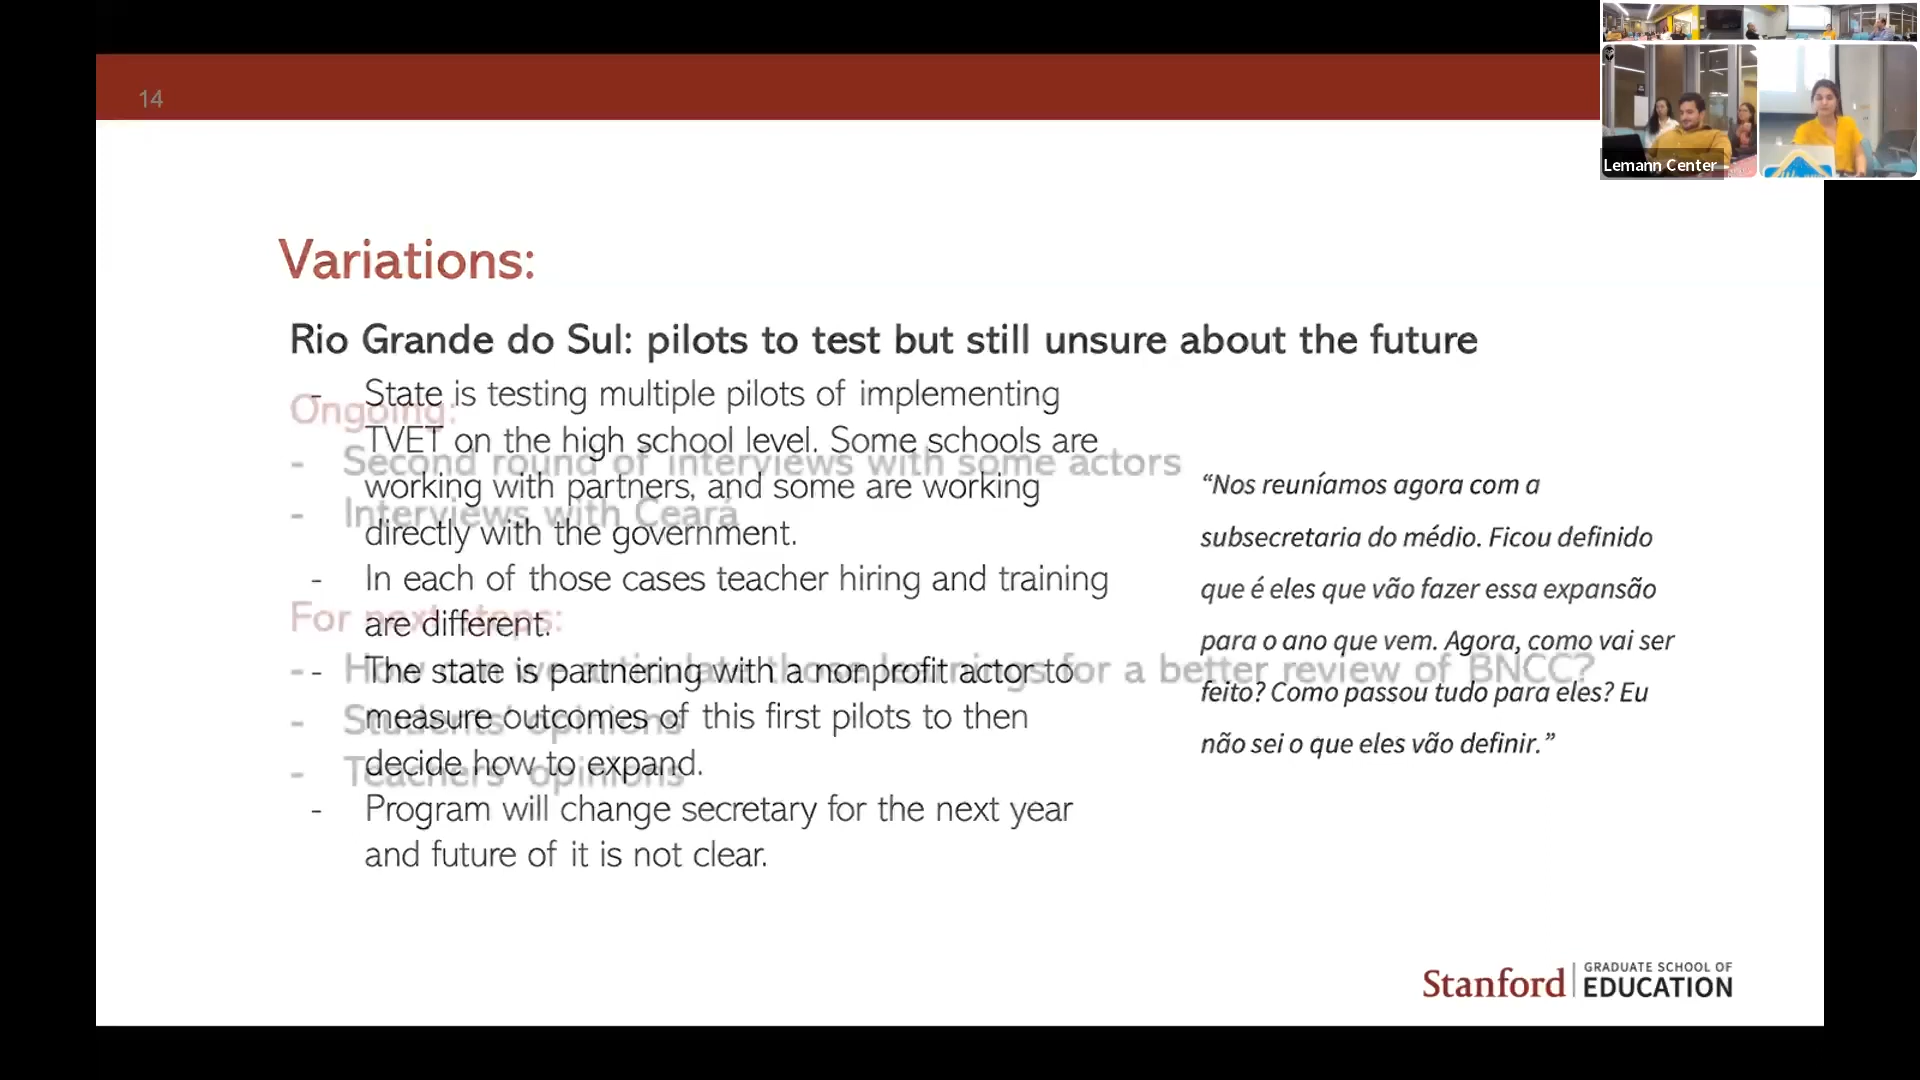 14
Lemann Center
Variations:
Rio Grande do Sul: pilots to test but still unsure about the future
- State is testing multiple pilots of implementing
TVET on the high school level. Some schools are
working with partners, and some are working
directly with the government.
- In each of those cases teacher hiring and training
are different.
- The state is partnering with a nonprofit actor to
measure outcomes of this first pilots to then
decide how to expand.
- Program will change secretary for the next year
and future of it is not clear.
“Nos reuníamos agora com a
subsecretaria do médio. Ficou definido
que é eles que vão fazer essa expansão
para o ano que vem. Agora, como vai ser
feito? Como passou tudo para eles? Eu
não sei o que eles vão definir.”
Ongoing:
- Second round of interviews with some actors
- Interviews with Ceará
For next steps:
- How can we articulate those learnings for a better review of BNCC?
- Students' opinions
- Teachers' opinions
Stanford
GRADUATE SCHOOL OF
EDUCATION